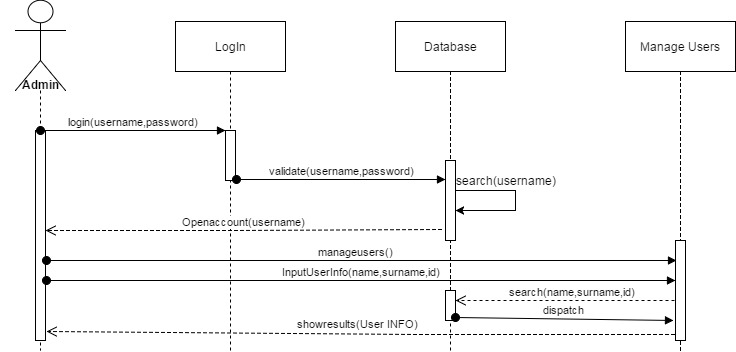 LogIn
Database
Manage Users
Admin
login(username,password)
validate(username,password)
search(username)
Openaccount(username)
manageusers()
InputUserInfo(name,surname,id)
search(name,surname,id)
dispatch
showresults(User INFO)